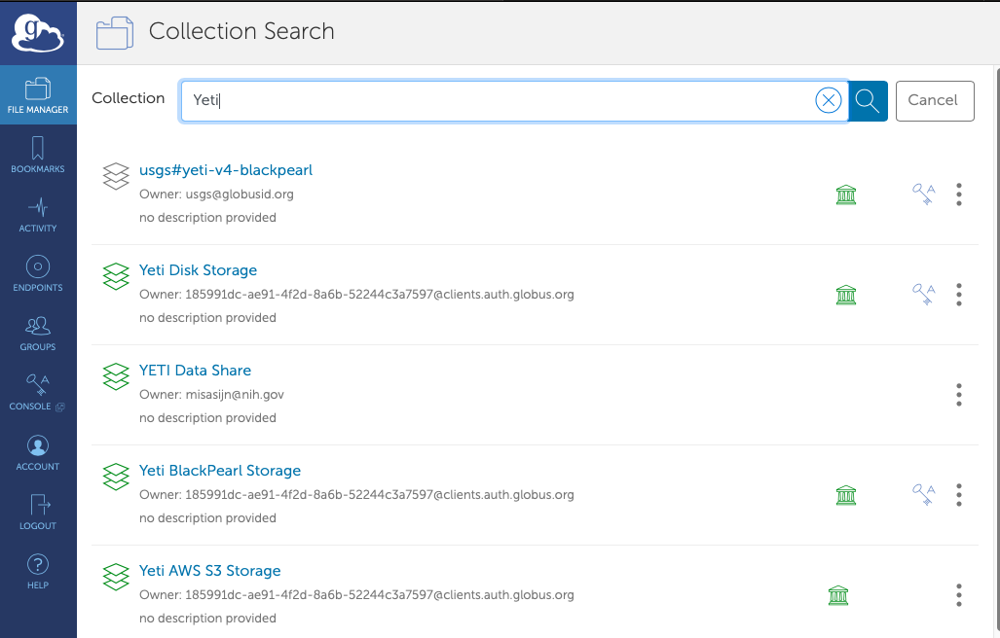 g
Collection Search
FILE MANAGER
BOOKMARKS
ACTIVITY
ENDPOINTS
GROUPS
CONSOLE
ACCOUNT
LOGOUT
HELP
Collection
Yeti
Cancel
usgs#yeti-v4-blackpearl
Owner: usgs@globusid.org
no description provided
Yeti Disk Storage
Owner: 185991dc-ae91-4f2d-8a6b-52244c3a7597@clients.auth.globus.org
no description provided
YETI Data Share
Owner: misasijn@nih.gov
no description provided
Yeti BlackPearl Storage
Owner: 185991dc-ae91-4f2d-8a6b-52244c3a7597@clients.auth.globus.org
no description provided
Yeti AWS S3 Storage
Owner: 185991dc-ae91-4f2d-8a6b-52244c3a7597@clients.auth.globus.org
no description provided